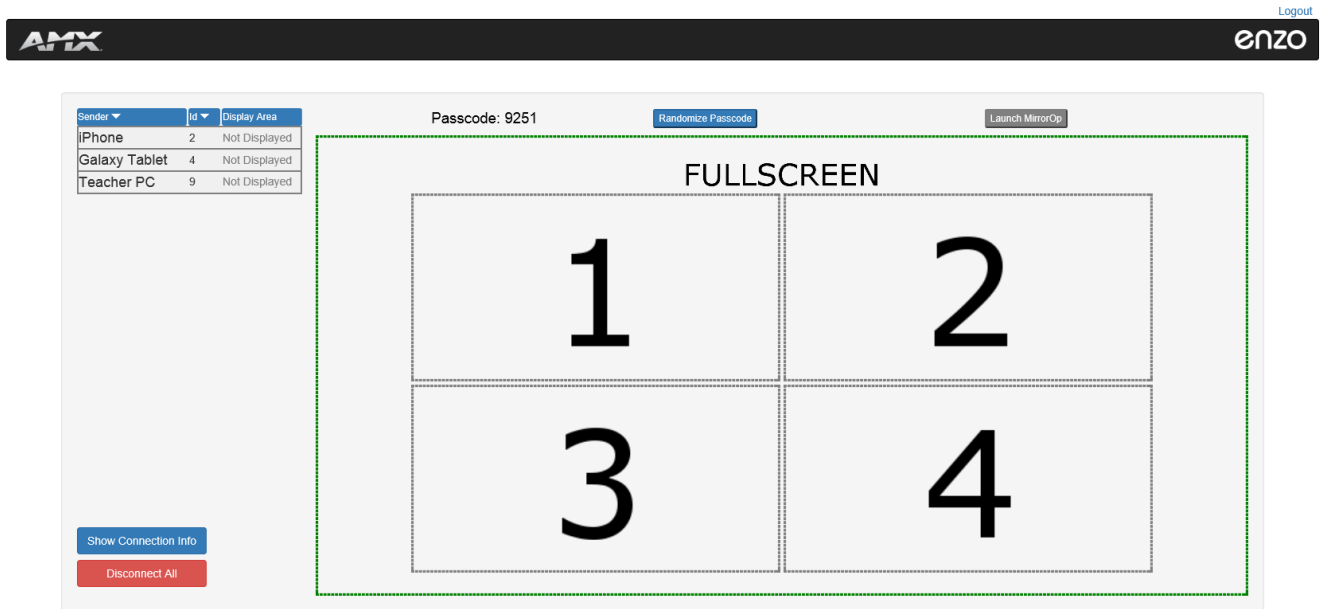 Logout
AMX
enzo
Sender Id Display Area
iPhone 2 Not Displayed
Galaxy Tablet 4 Not Displayed
Teacher PC 9 Not Displayed
Passcode: 9251
Randomize Passcode
Launch MirrorOp
FULLSCREEN
1
2
3
4
Show Connection Info
Disconnect All